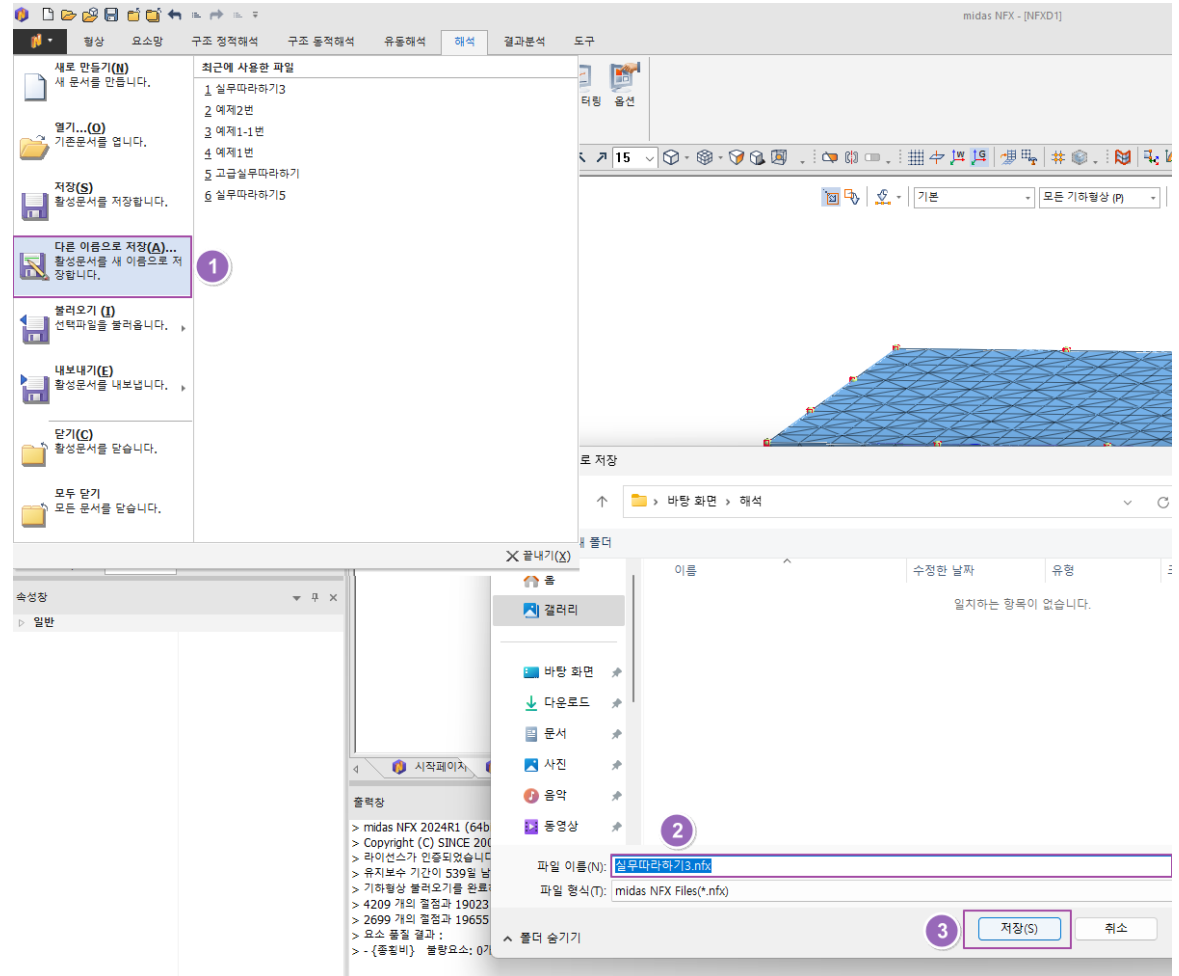 midas NFX - [NFXD1]
형상 요소망 구조 정적해석 구조 동적해석 유동해석 해석 결과분석 도구
새로 만들기(N)
새 문서를 만듭니다.
열기...(O)
기존문서를 엽니다.
저장(S)
활성문서를 저장합니다.
다른 이름으로 저장(A)...
활성문서를 새 이름으로 저
장합니다.
1
불러오기 (I)
선택파일을 불러옵니다.
내보내기(E)
활성문서를 내보냅니다.
닫기(C)
활성문서를 닫습니다.
모두 닫기
모든 문서를 닫습니다.
최근에 사용한 파일
1 실무따라하기3
2 예제2번
3 예제1-1번
4 예제1번
5 고급실무따라하기
6 실무따라하기5
끝내기(X)
터링 옵션
15
기본 모든 기하형상 (P)
로 저장
바탕 화면 › 해석
폴더
이름 수정한 날짜 유형
일치하는 항목이 없습니다.
홈
갤러리
바탕 화면
다운로드
문서
사진
음악
동영상
2
파일 이름(N): 실무따라하기3.nfx
파일 형식(T): midas NFX Files(*.nfx)
3
저장(S) 취소
폴더 숨기기
속성창
일반
시작페이지
출력창
> midas NFX 2024R1 (64b
> Copyright (C) SINCE 200
> 라이선스가 인증되었습니다
> 유지보수 기간이 539일 남
> 기하형상 불러오기를 완료
> 4209 개의 절점과 19023
> 2699 개의 절점과 19655
> 요소 품질 결과 :
> - {종횡비} 불량요소: 0개